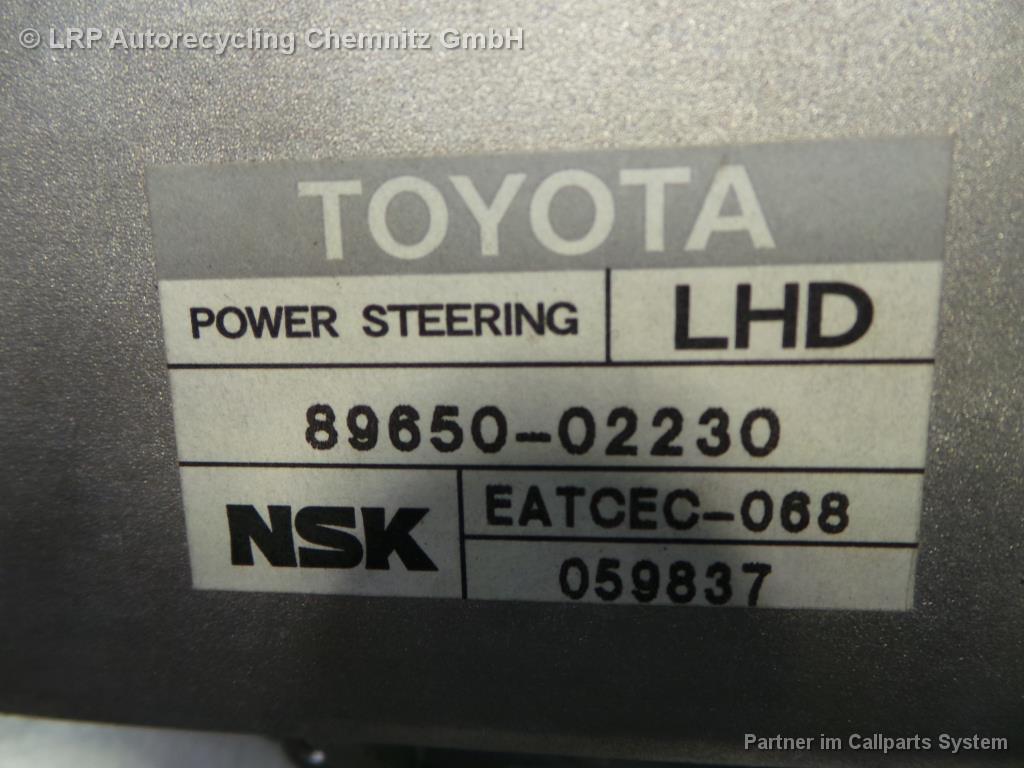 © LRP Autorecycling Chemnitz GmbH
TOYOTA
POWER STEERING LHD
89650-02230
NSK
EATCEC-068
059837
Partner im Callparts System